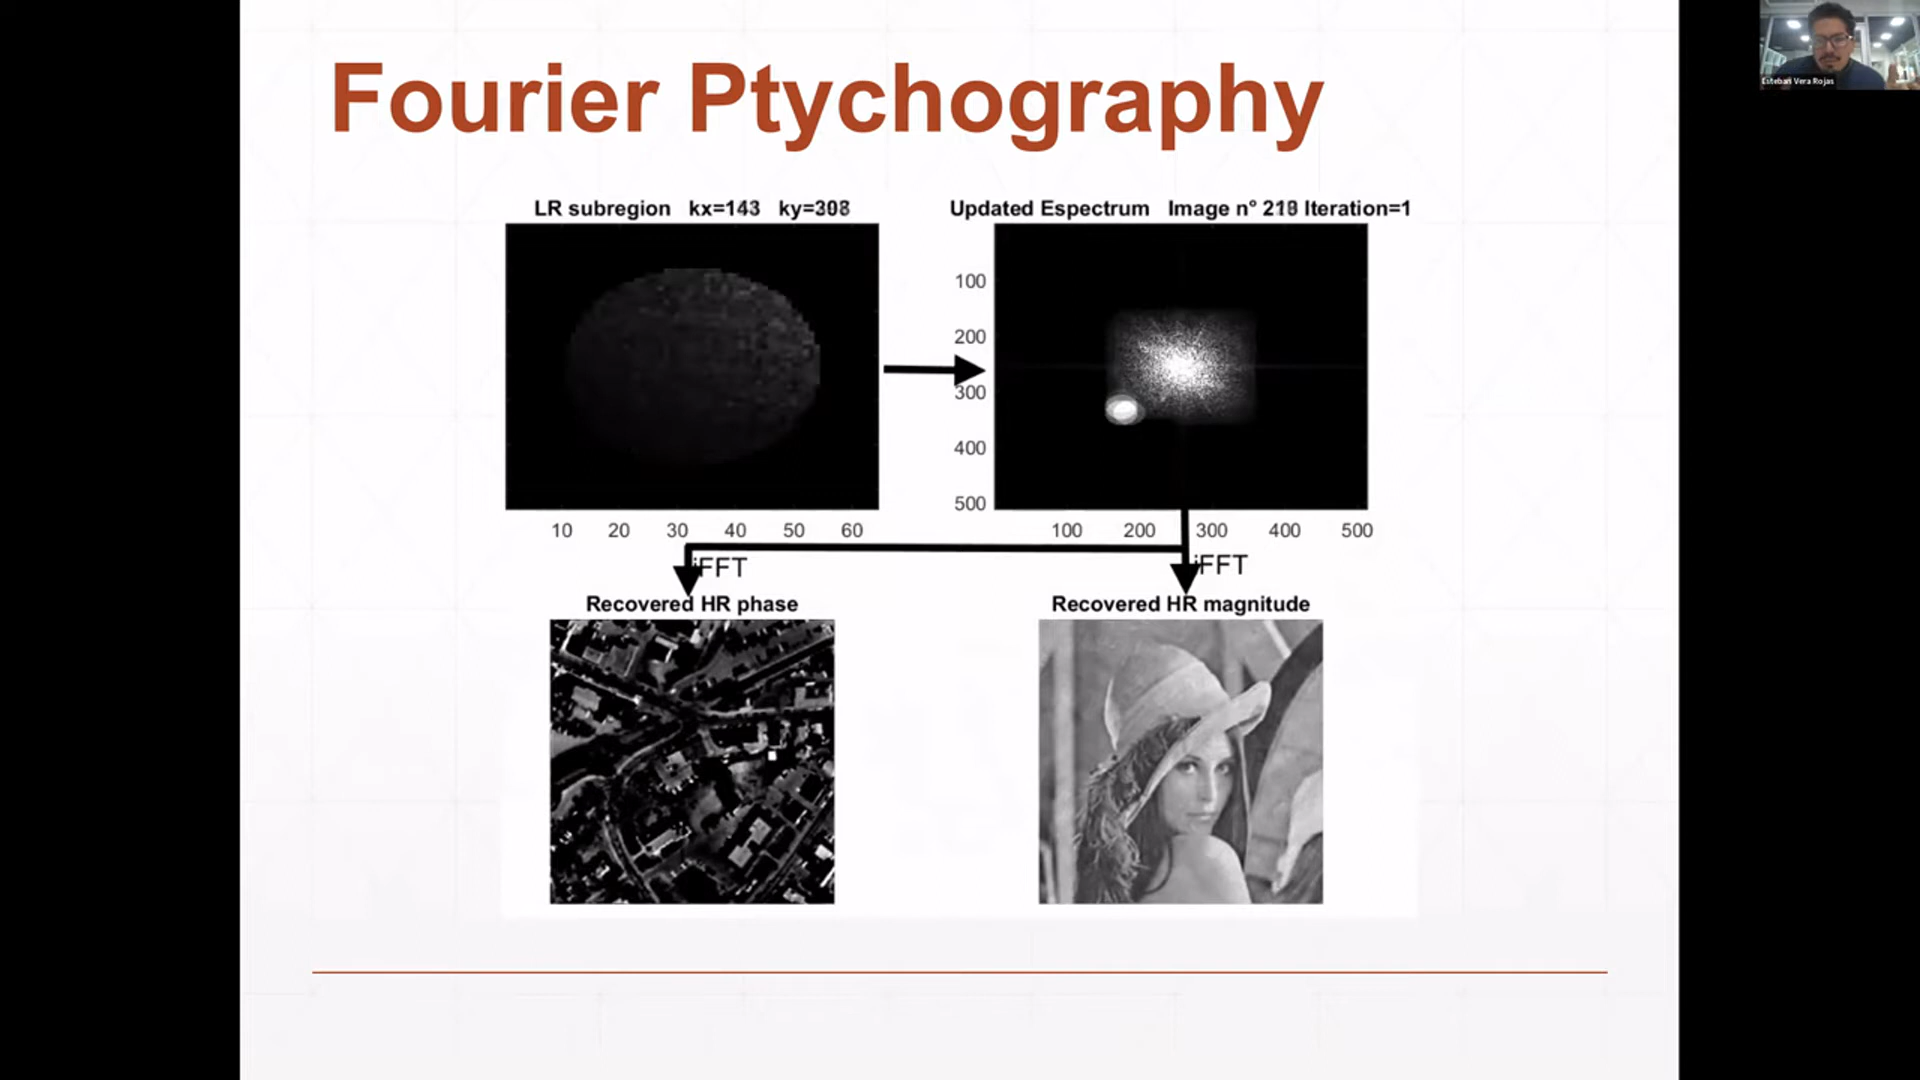 Esteban Vera Rojas
Fourier Ptychography
LR subregion kx=143 ky=308
Updated Espectrum Image n° Iteration=1
100
200
300
400
500
10 20 30 40 50 60
100 200 300 400 500
iFFT
iFFT
Recovered HR phase
Recovered HR magnitude